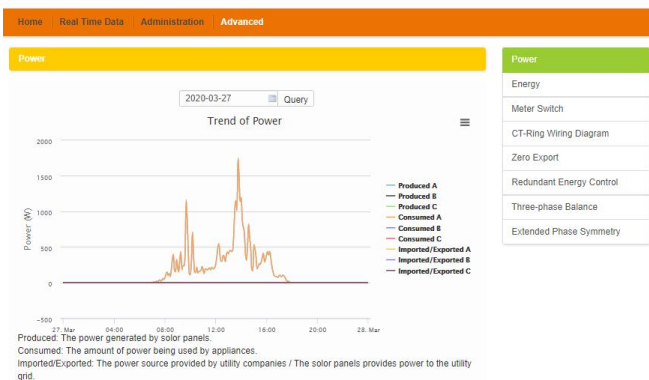 Home Real Time Data Administration Advanced
Power
2020-03-27 Query
Trend of Power
2000
1500
1000
500
0
-500
Power (W)
27. Mar 04:00 08:00 12:00 16:00 20:00 28. Mar
Produced A
Produced B
Produced C
Consumed A
Consumed B
Consumed C
Imported/Exported A
Imported/Exported B
Imported/Exported C
Produced: The power generated by solor panels.
Consumed: The amount of power being used by appliances.
Imported/Exported: The power source provided by utility companies / The solar panels provides power to the utility
grid.
Power
Energy
Meter Switch
CT-Ring Wiring Diagram
Zero Export
Redundant Energy Control
Three-phase Balance
Extended Phase Symmetry